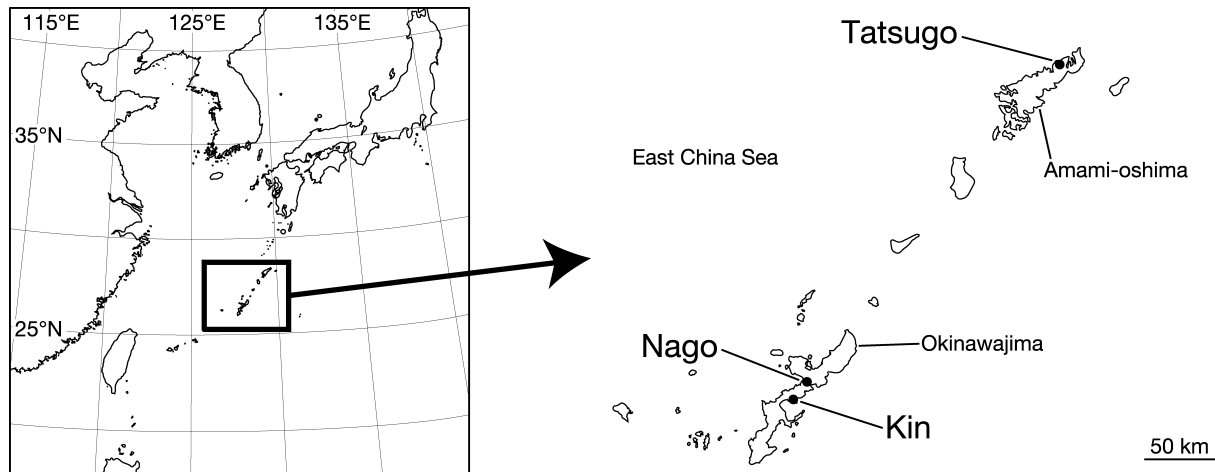 115°E
125°E
135°E
35°N
25°N
Tatsugo
East China Sea
Amami-oshima
Nago
Okinawajima
Kin
50 km